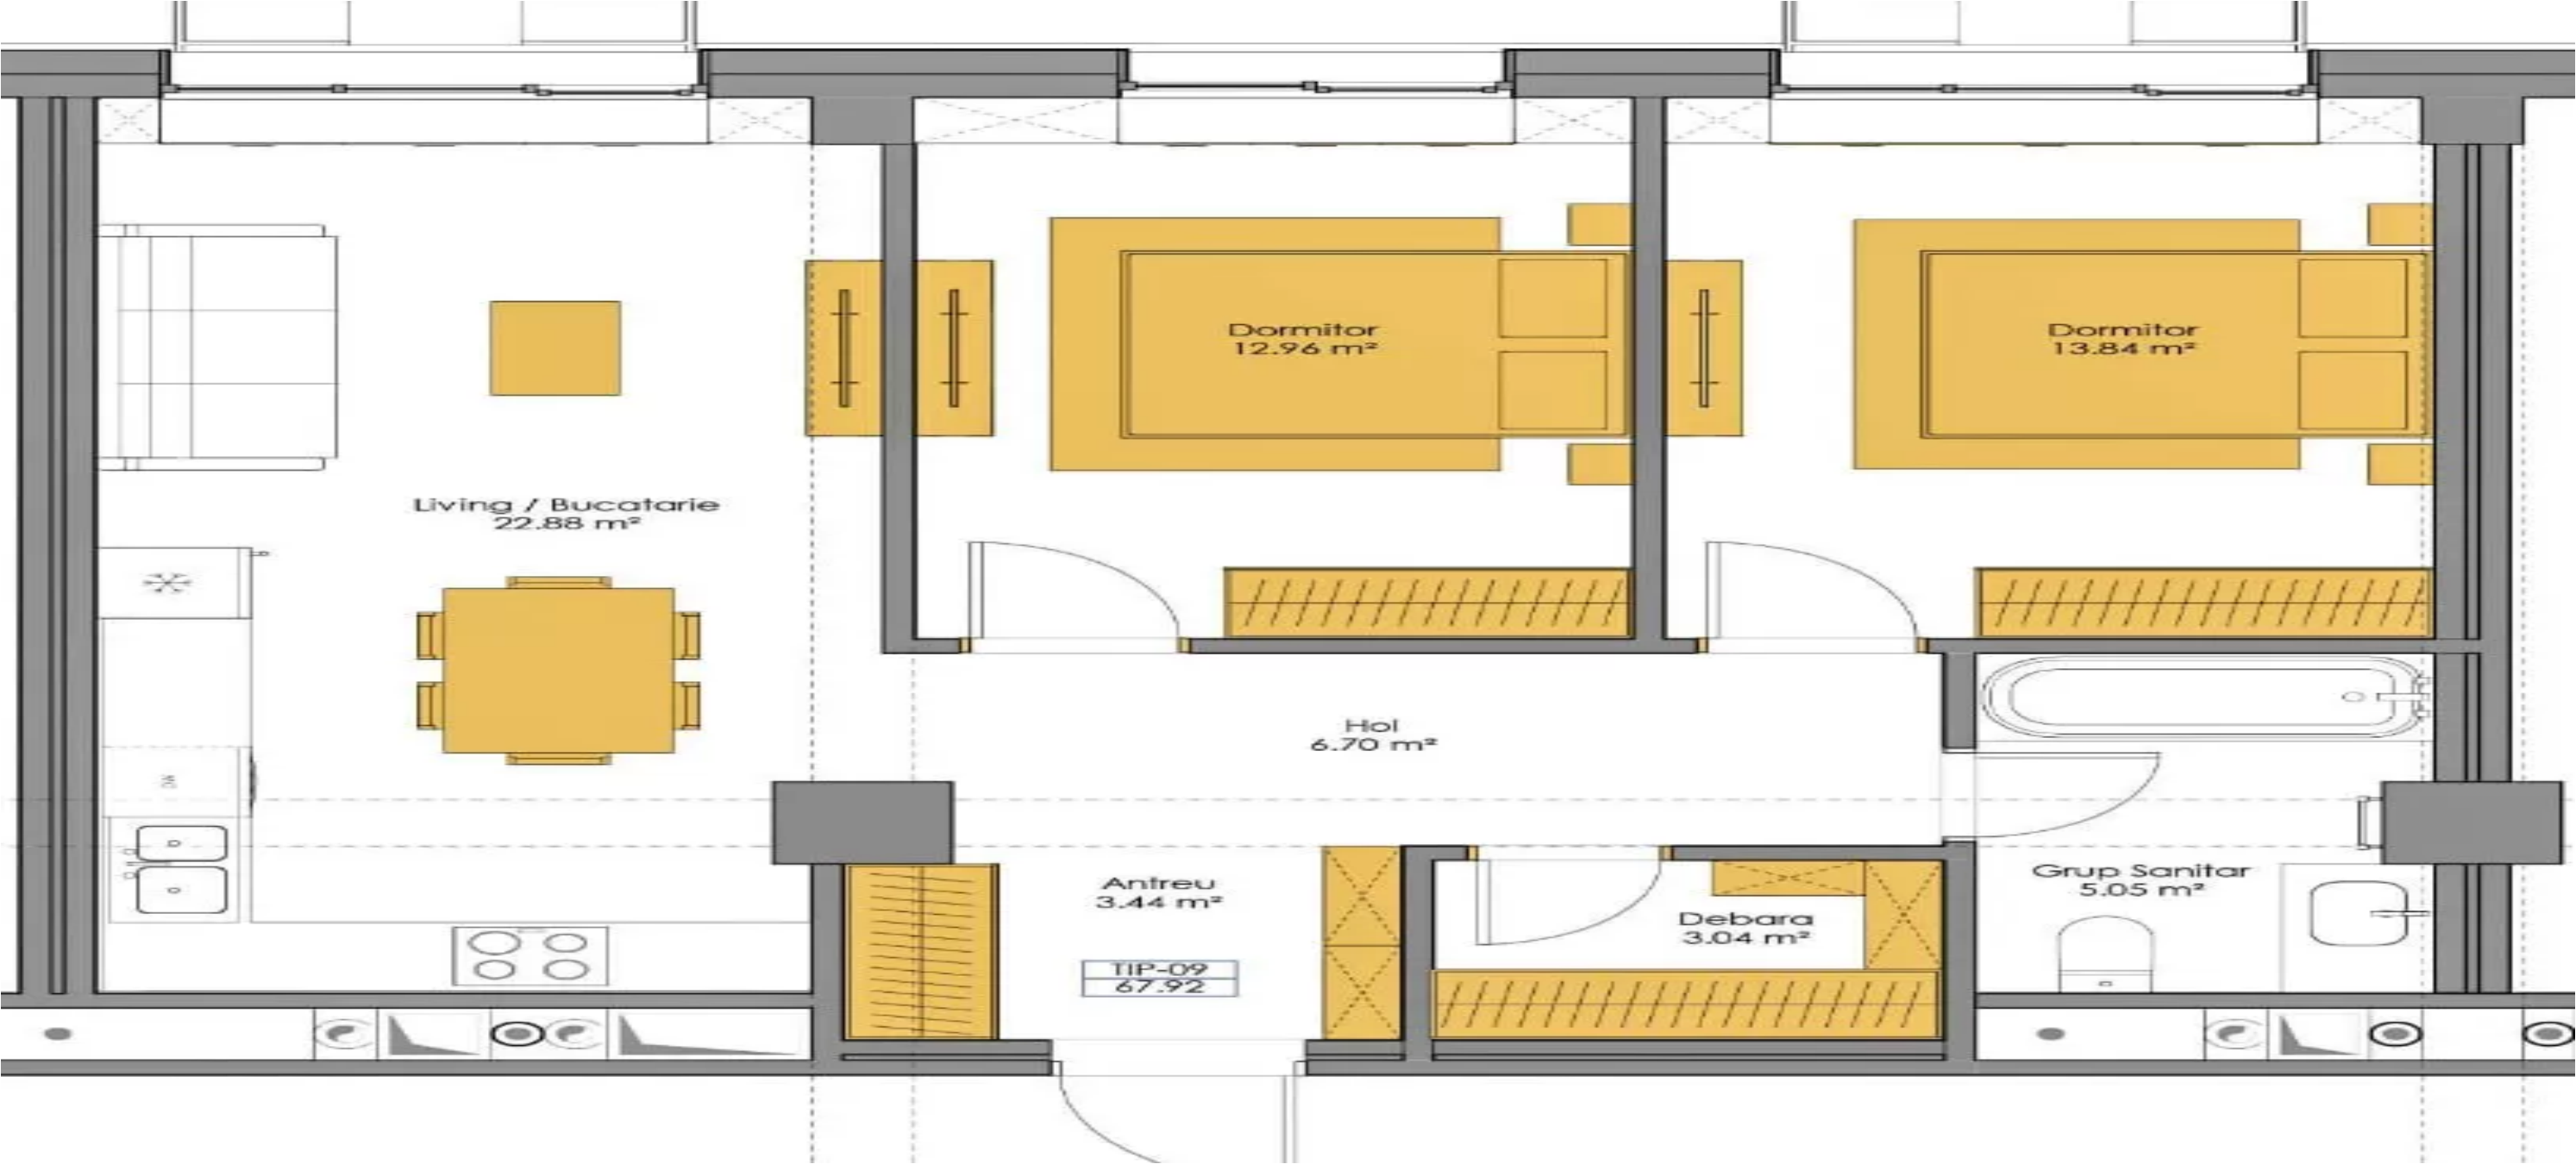 Dormitor
12.96 m²
Dormitor
13.84 m²
Living / Bucatarie
22.88 m²
Hol
6.70 m²
Antreu
3.44 m²
Debara
3.04 m²
Grup Sanitar
5.05 m²
TIP-09
67.92